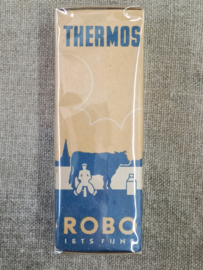 THERMOS
ROBO
IETS FIJNS